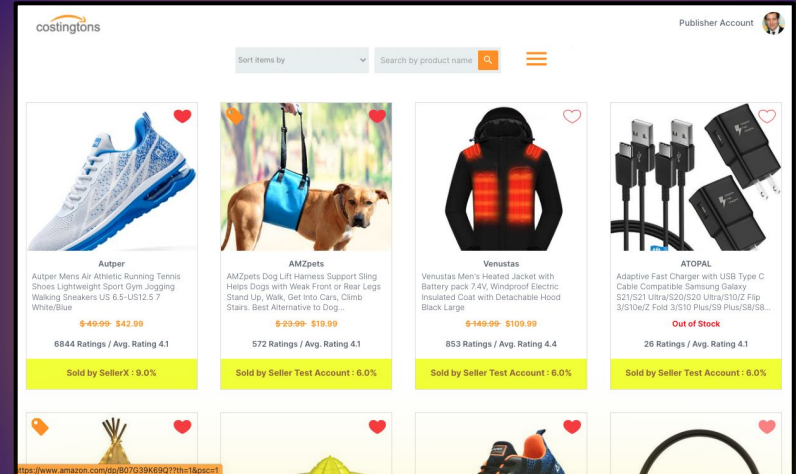 costingtons
Publisher Account
Sort items by
Search by product name
Autper
Autper Mens Air Athletic Running Tennis
Shoes Lightweight Sport Gym Jogging
Walking Sneakers US 6.5-US12.5 7
White/Blue
$ 49.99 $42.99
6844 Ratings / Avg. Rating 4.1
Sold by SellerX : 9.0%
AMZpets
AMZpets Dog Lift Harness Support Sling
Helps Dogs with Weak Front or Rear Legs
Stand Up, Walk, Get Into Cars, Climb
Stairs. Best Alternative to Dog...
$ 23.99 $19.99
572 Ratings / Avg. Rating 4.1
Sold by Seller Test Account : 6.0%
Venustas
Venustas Men's Heated Jacket with
Battery pack 7.4V, Windproof Electric
Insulated Coat with Detachable Hood
Black Large
$ 149.99 $109.99
853 Ratings / Avg. Rating 4.4
Sold by Seller Test Account : 6.0%
ATOPAL
Adaptive Fast Charger with USB Type C
Cable Compatible Samsung Galaxy
S21/S21 Ultra/S20/S20 Ultra/S10/Z Flip
3/S10e/Z Fold 3/S10 Plus/S9 Plus/S8/S8...
Out of Stock
26 Ratings / Avg. Rating 4.1
Sold by Seller Test Account : 6.0%
https://www.amazon.com/dp/B07G39K69Q??th=1&psc=1